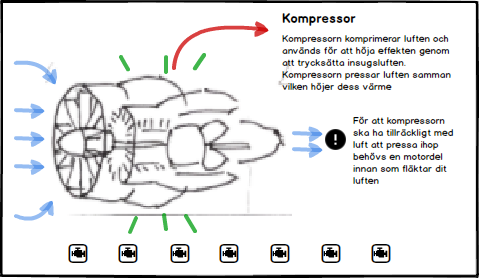 Kompressor
Kompressorn komprimerar luften och
används för att höja effekten genom
att trycksätta insugsluften.
Kompressorn pressar luften samman
vilken höjer dess värme
För att kompressorn
ska ha tillräckligt med
luft att pressa ihop
behövs en motordel
innan som fläktar dit
luften